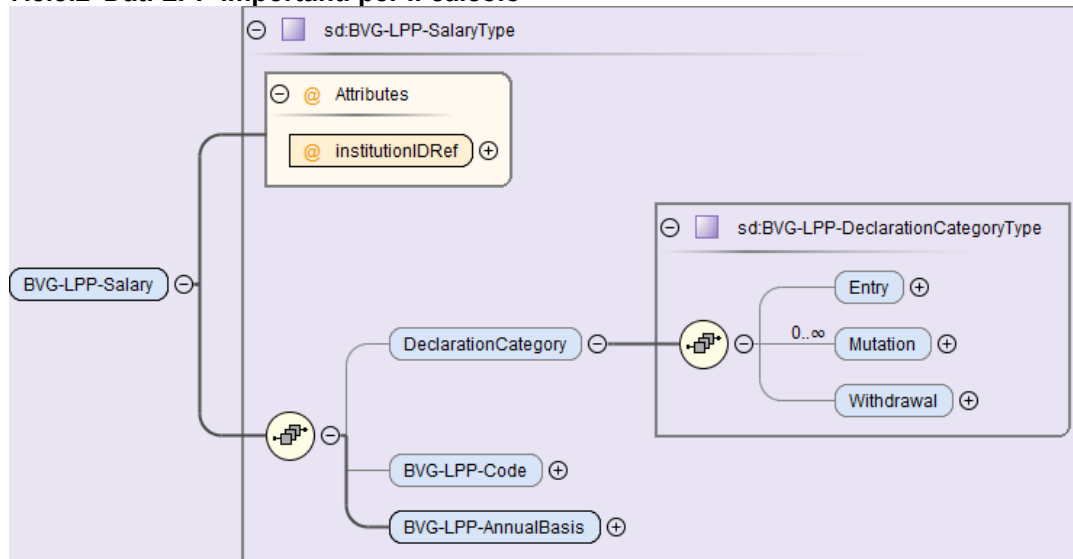 sd:BVG-LPP-SalaryType
@ Attributes
@ institutionIDRef
sd:BVG-LPP-DeclarationCategoryType
Entry
BVG-LPP-Salary
0..∞
DeclarationCategory
Mutation
Withdrawal
BVG-LPP-Code
BVG-LPP-AnnualBasis